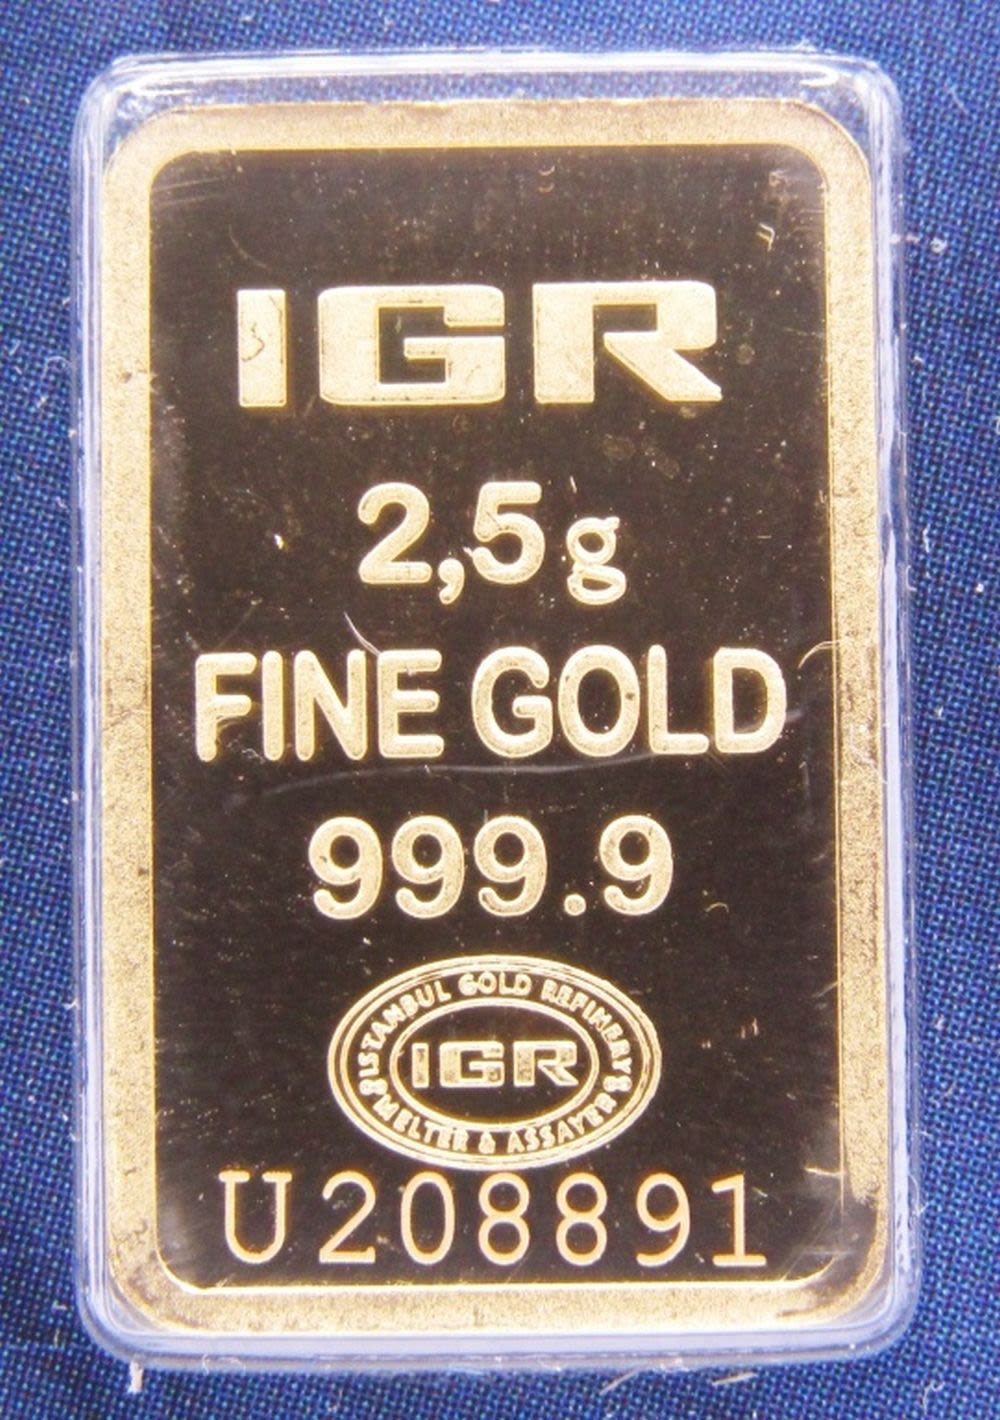 IGR
2,5g
FINE GOLD
999.9
ISTANBUL GOLD REFINERY
IGR
MELTER & ASSAYER
U208891